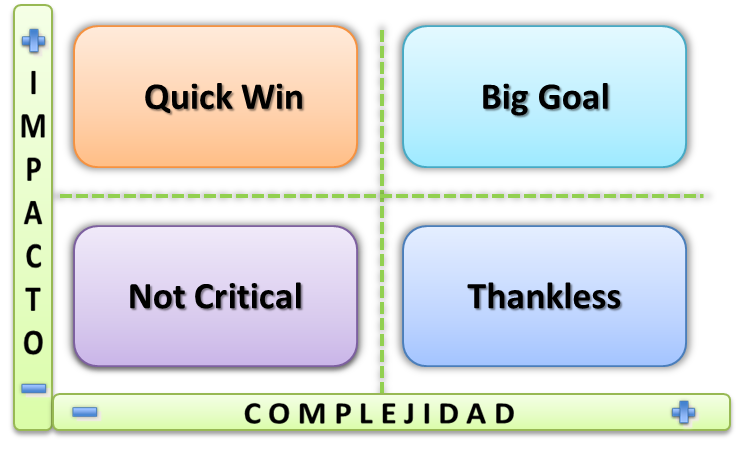 IMPACTO
Quick Win
Big Goal
Not Critical
Thankless
COMPLEJIDAD